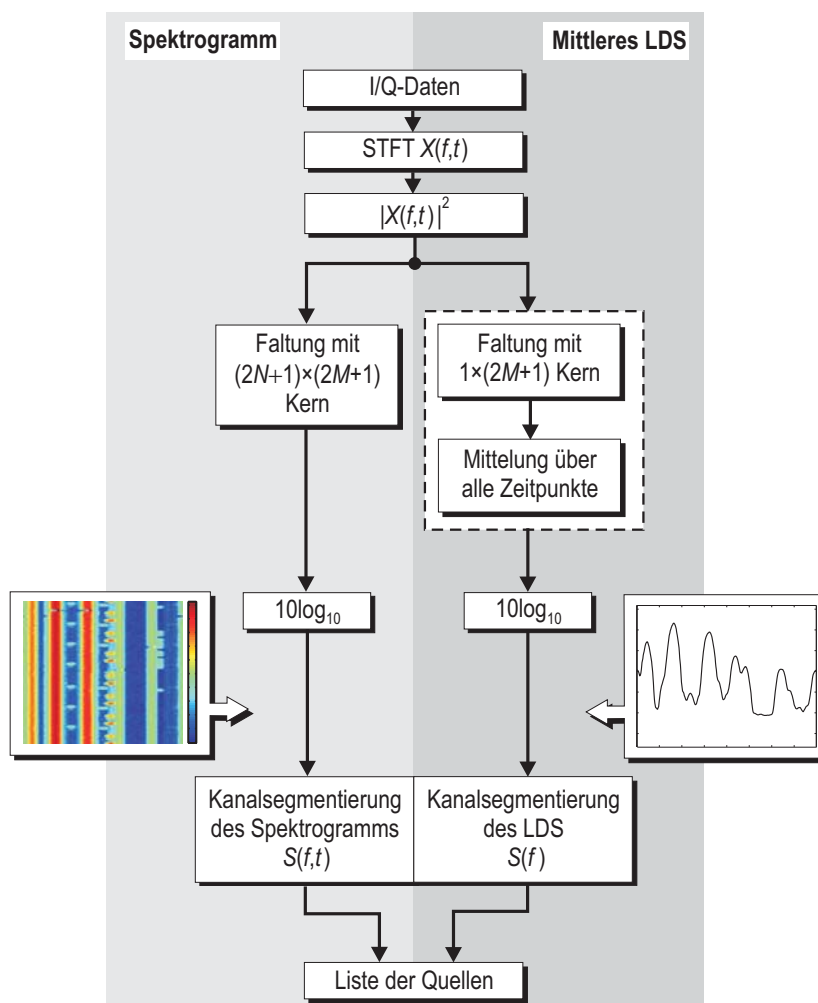 Spektrogramm
Mittleres LDS
I/Q-Daten
STFT X(f,t)
|X(f,t)|²
Faltung mit
(2N+1)×(2M+1)
Kern
Faltung mit
1×(2M+1) Kern
Mittelung über
alle Zeitpunkte
10log₁₀
10log₁₀
Kanalsegmentierung
des Spektrogramms
S(f,t)
Kanalsegmentierung
des LDS
S(f)
Liste der Quellen